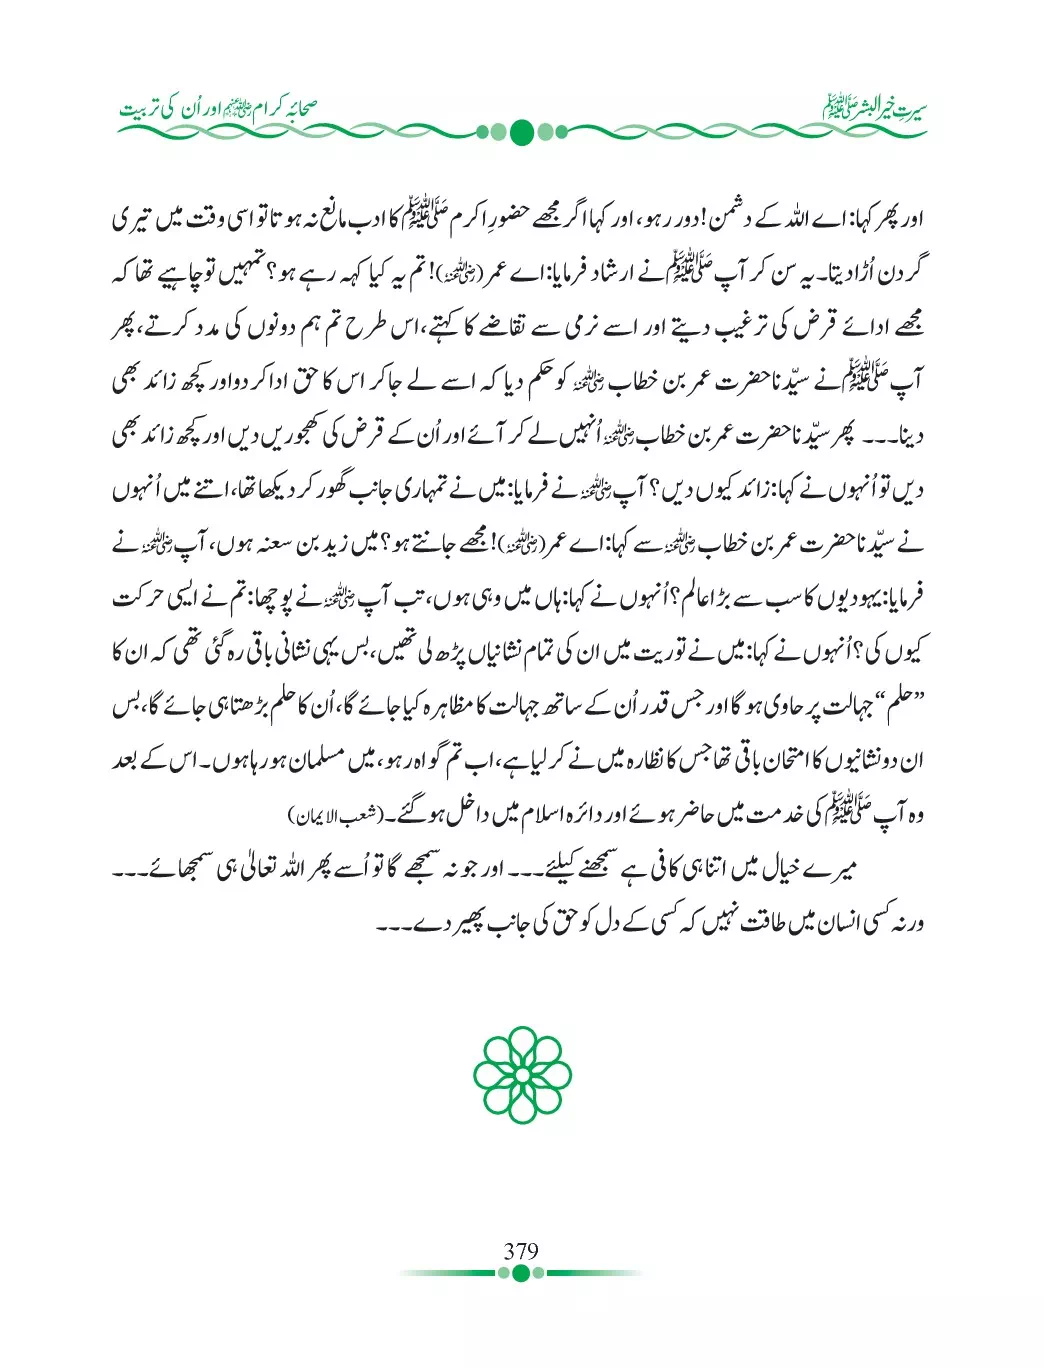 سیرتِ خیر البشر ﷺ
صحابۂ کرام رضی اللہ عنہم اور اُن کی تربیت
اور پھر کہا: اے اللہ کے دشمن! دور رہو، اور کہا اگر مجھے حضورِ اکرم ﷺ کا ادب مانع نہ ہوتا تو اسی وقت میں تیری
گردن اُڑا دیتا۔ یہ سن کر آپ ﷺ نے ارشاد فرمایا: اے عمر (رضی اللہ عنہ)! تم یہ کیا کہہ رہے ہو؟ تمہیں تو چاہیے تھا کہ
مجھے ادائے قرض کی ترغیب دیتے اور اسے نرمی سے تقاضے کا کہتے، اس طرح تم ہم دونوں کی مدد کرتے، پھر
آپ ﷺ نے سیّدنا حضرت عمر بن خطاب رضی اللہ عنہ کو حکم دیا کہ اسے لے جا کر اس کا حق ادا کر دو اور کچھ زائد بھی
دینا۔۔۔ پھر سیّدنا حضرت عمر بن خطاب رضی اللہ عنہ اُنہیں لے کر آئے اور اُن کے قرض کی کھجوریں دیں اور کچھ زائد بھی
دیں تو اُنہوں نے کہا: زائد کیوں دیں؟ آپ رضی اللہ عنہ نے فرمایا: میں نے تمہاری جانب گھور کر دیکھا تھا، اتنے میں اُنہوں
نے سیّدنا حضرت عمر بن خطاب رضی اللہ عنہ سے کہا: اے عمر (رضی اللہ عنہ)! مجھے جانتے ہو؟ میں زید بن سعنہ ہوں، آپ رضی اللہ عنہ نے
فرمایا: یہودیوں کا سب سے بڑا عالم؟ اُنہوں نے کہا: ہاں میں وہی ہوں، تب آپ رضی اللہ عنہ نے پوچھا: تم نے ایسی حرکت
کیوں کی؟ اُنہوں نے کہا: میں نے توریت میں ان کی تمام نشانیاں پڑھ لی تھیں، بس یہی نشانی باقی رہ گئی تھی کہ ان کا
”حلم“ جہالت پر حاوی ہو گا اور جس قدر اُن کے ساتھ جہالت کا مظاہرہ کیا جائے گا، اُن کا حلم بڑھتا ہی جائے گا، بس
ان دو نشانیوں کا امتحان باقی تھا جس کا نظارہ میں نے کر لیا ہے، اب تم گواہ رہو، میں مسلمان ہو رہا ہوں۔ اس کے بعد
وہ آپ ﷺ کی خدمت میں حاضر ہوئے اور دائرہ اسلام میں داخل ہو گئے۔ (شعب الایمان)
میرے خیال میں اتنا ہی کافی ہے سمجھنے کیلئے۔۔۔ اور جو نہ سمجھے گا تو اُسے پھر اللہ تعالیٰ ہی سمجھائے۔۔۔
ورنہ کسی انسان میں طاقت نہیں کہ کسی کے دل کو حق کی جانب پھیر دے۔۔۔
379